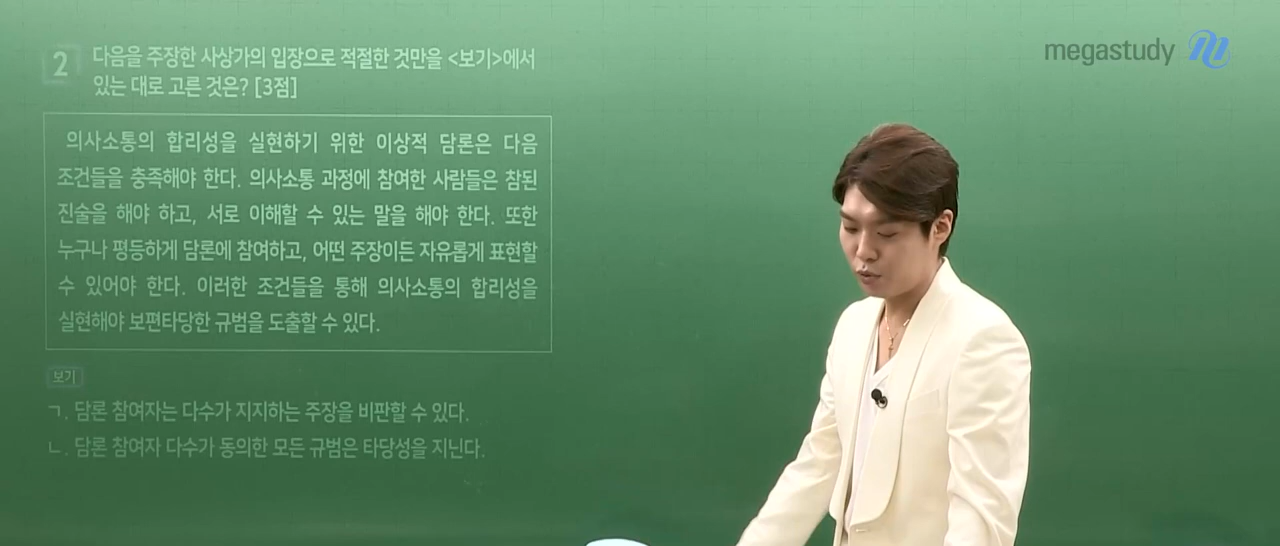 megastudy
2 다음을 주장한 사상가의 입장으로 적절한 것만을 <보기>에서
있는 대로 고른 것은? [3점]
의사소통의 합리성을 실현하기 위한 이상적 담론은 다음
조건들을 충족해야 한다. 의사소통 과정에 참여한 사람들은 참된
진술을 해야 하고, 서로 이해할 수 있는 말을 해야 한다. 또한
누구나 평등하게 담론에 참여하고, 어떤 주장이든 자유롭게 표현할
수 있어야 한다. 이러한 조건들을 통해 의사소통의 합리성을
실현해야 보편타당한 규범을 도출할 수 있다.
보기
ㄱ. 담론 참여자는 다수가 지지하는 주장을 비판할 수 있다.
ㄴ. 담론 참여자 다수가 동의한 모든 규범은 타당성을 지닌다.